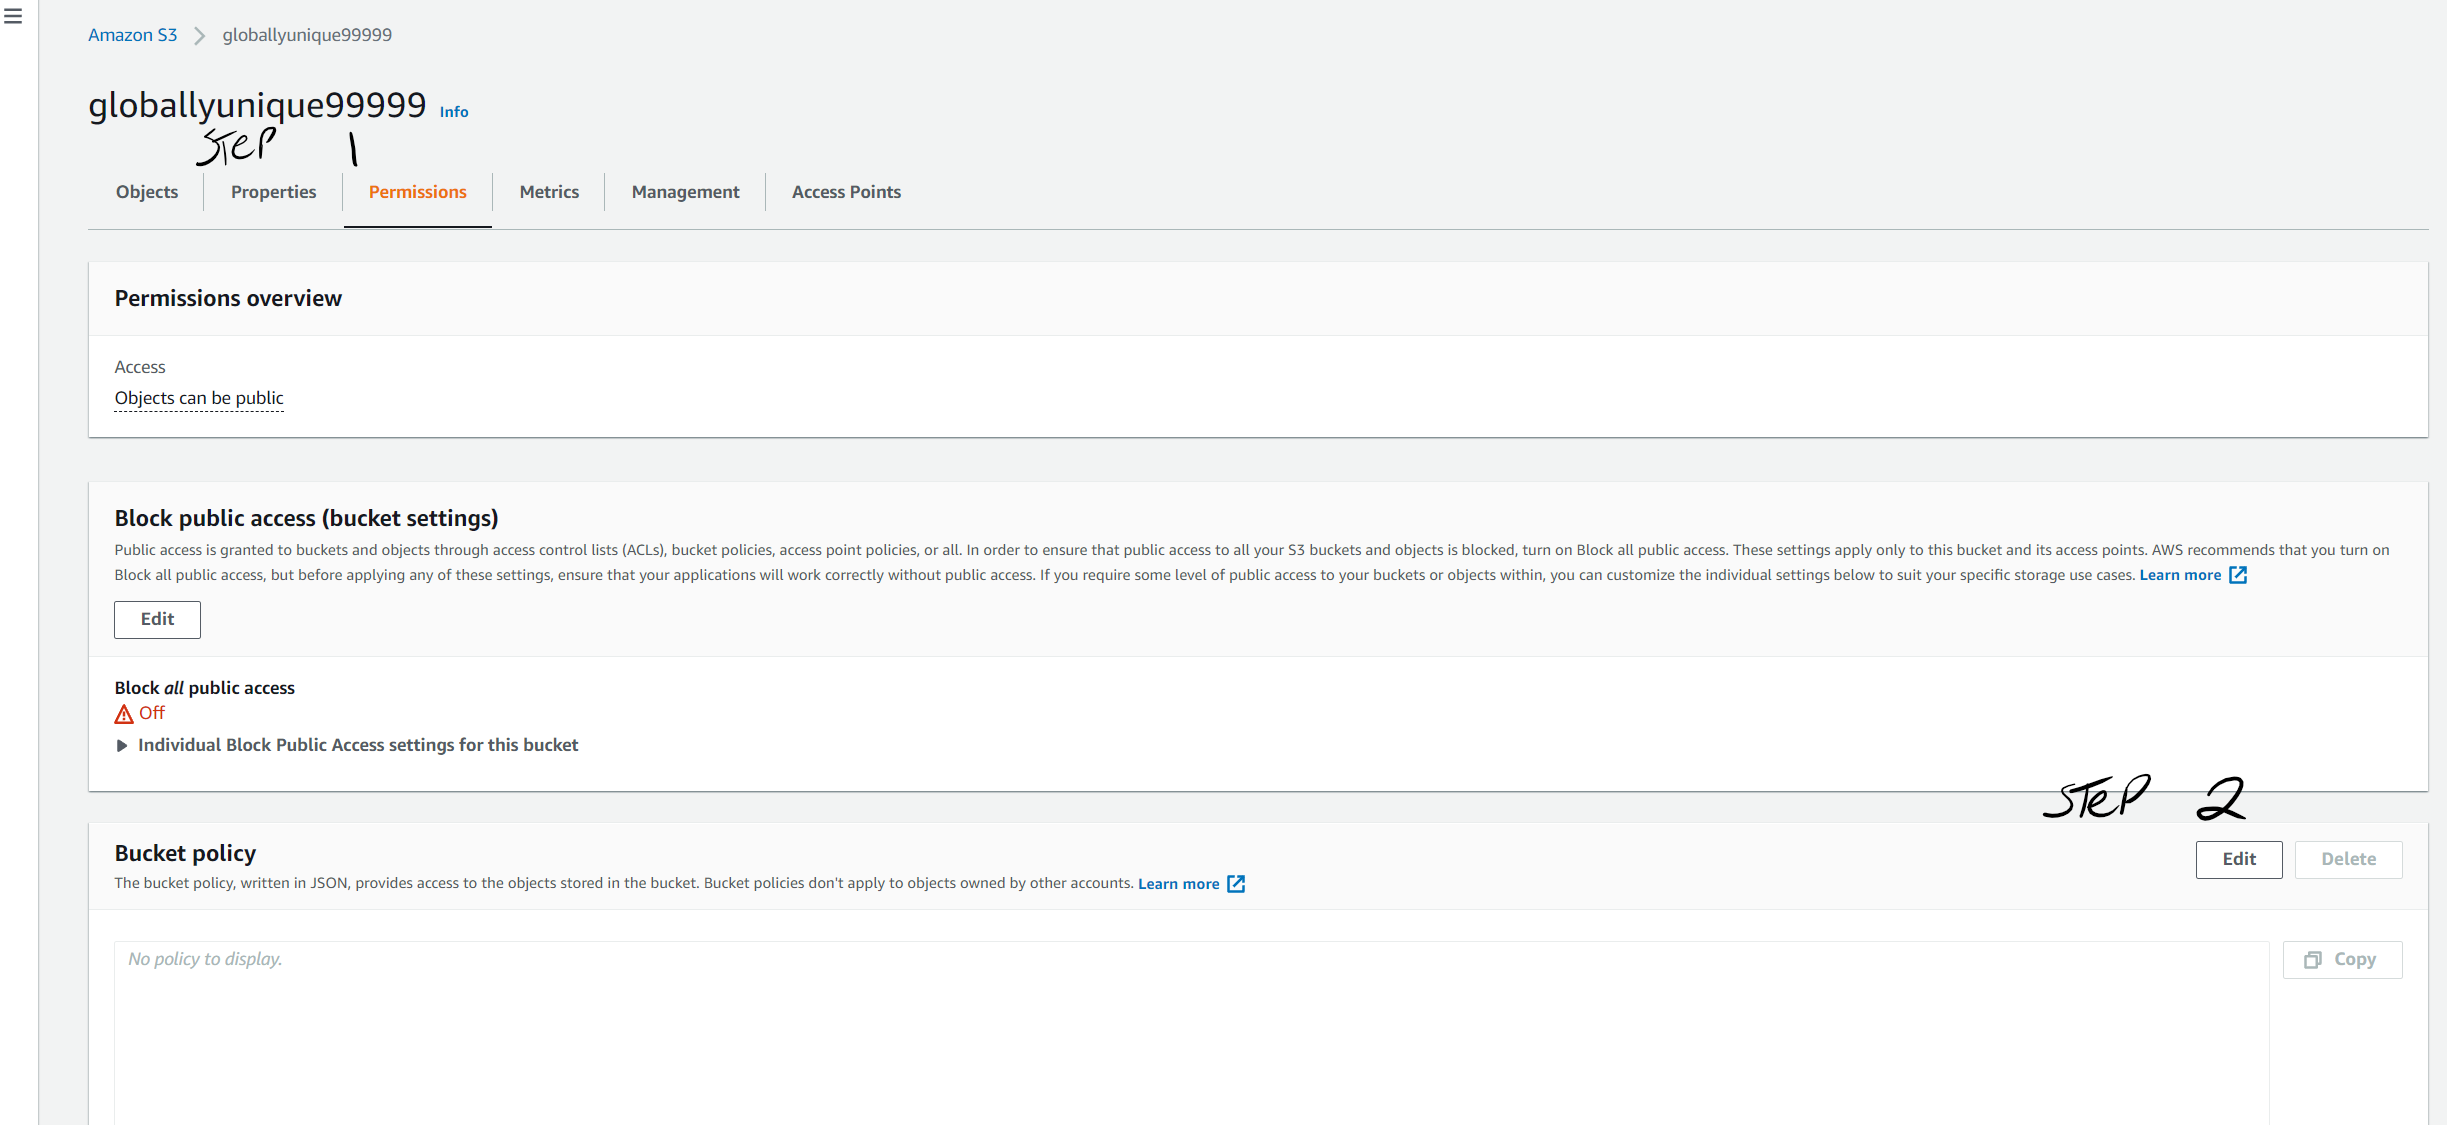 Amazon S3 > globallyunique99999
globallyunique99999 Info
STeP 1
Objects Properties Permissions Metrics Management Access Points
Permissions overview
Access
Objects can be public
Block public access (bucket settings)
Public access is granted to buckets and objects through access control lists (ACLs), bucket policies, access point policies, or all. In order to ensure that public access to all your S3 buckets and objects is blocked, turn on Block all public access. These settings apply only to this bucket and its access points. AWS recommends that you turn on
Block all public access, but before applying any of these settings, ensure that your applications will work correctly without public access. If you require some level of public access to your buckets or objects within, you can customize the individual settings below to suit your specific storage use cases. Learn more
Edit
Block all public access
Off
Individual Block Public Access settings for this bucket
STeP 2
Bucket policy
Edit Delete
The bucket policy, written in JSON, provides access to the objects stored in the bucket. Bucket policies don't apply to objects owned by other accounts. Learn more
No policy to display.
Copy